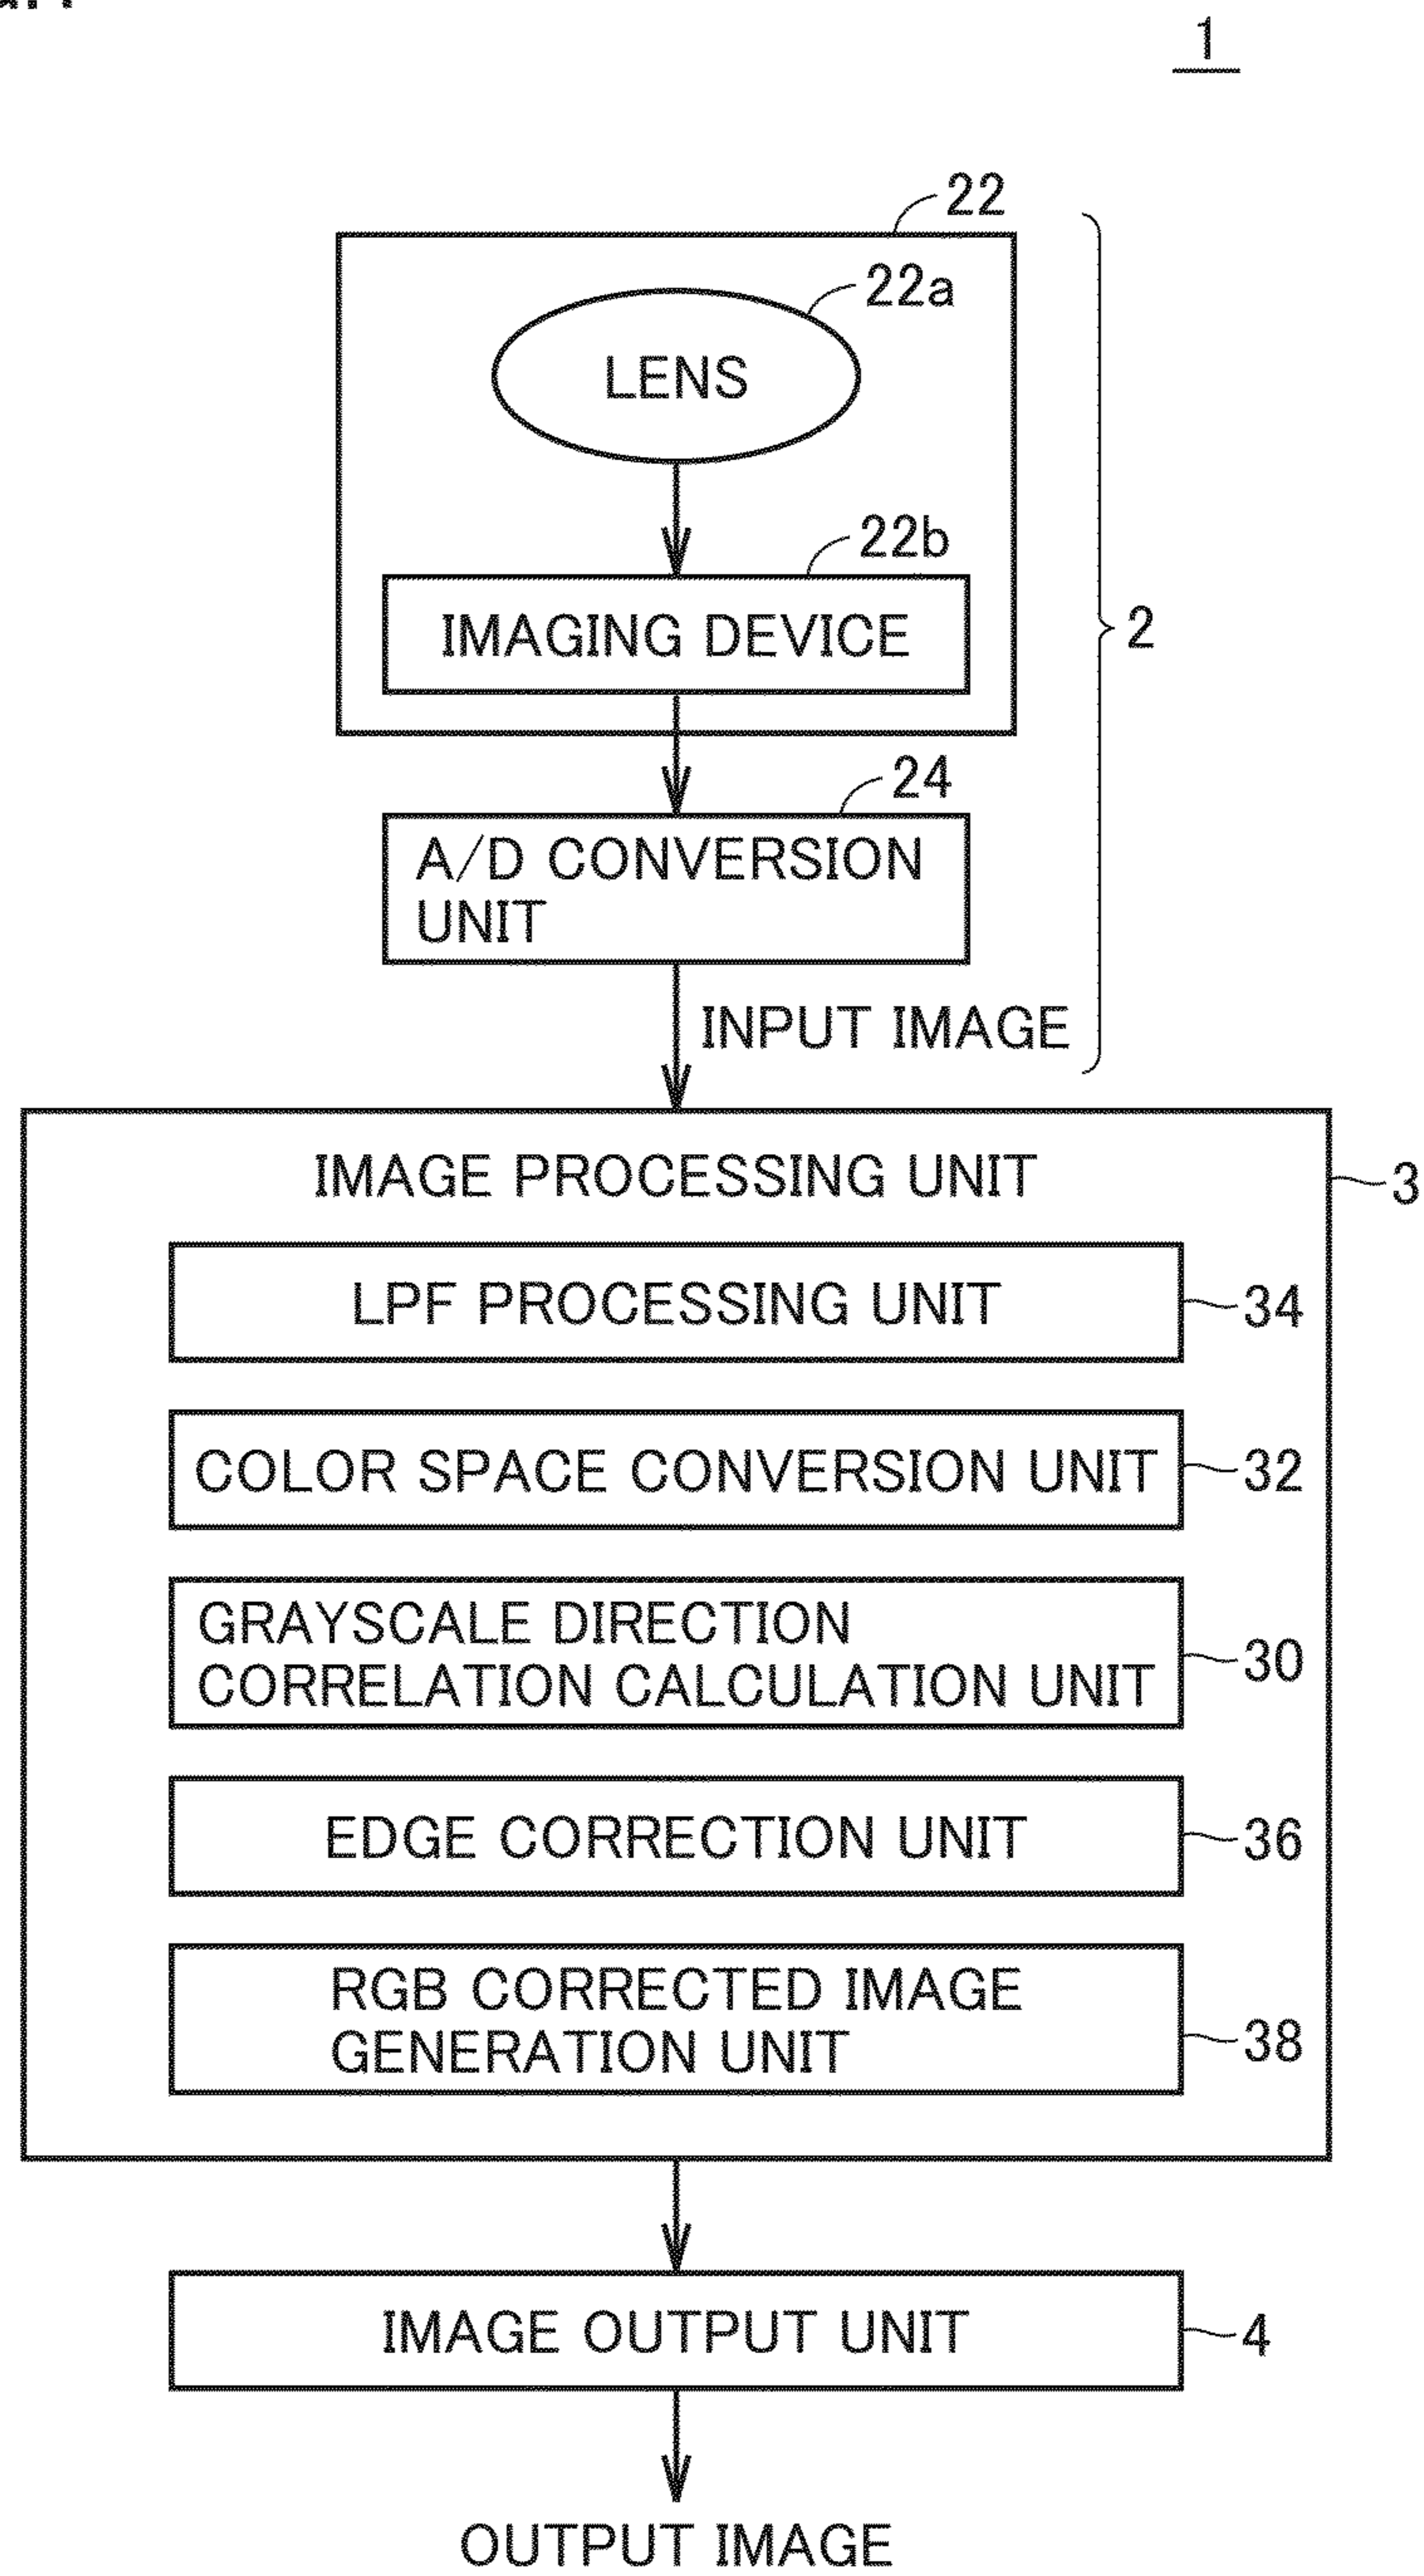 1
22
22a
LENS
22b
IMAGING DEVICE
2
24
A/D CONVERSION
UNIT
INPUT IMAGE
IMAGE PROCESSING UNIT
3
LPF PROCESSING UNIT
34
COLOR SPACE CONVERSION UNIT
32
GRAYSCALE DIRECTION
CORRELATION CALCULATION UNIT
30
EDGE CORRECTION UNIT
36
RGB CORRECTED IMAGE
GENERATION UNIT
38
IMAGE OUTPUT UNIT
4
OUTPUT IMAGE